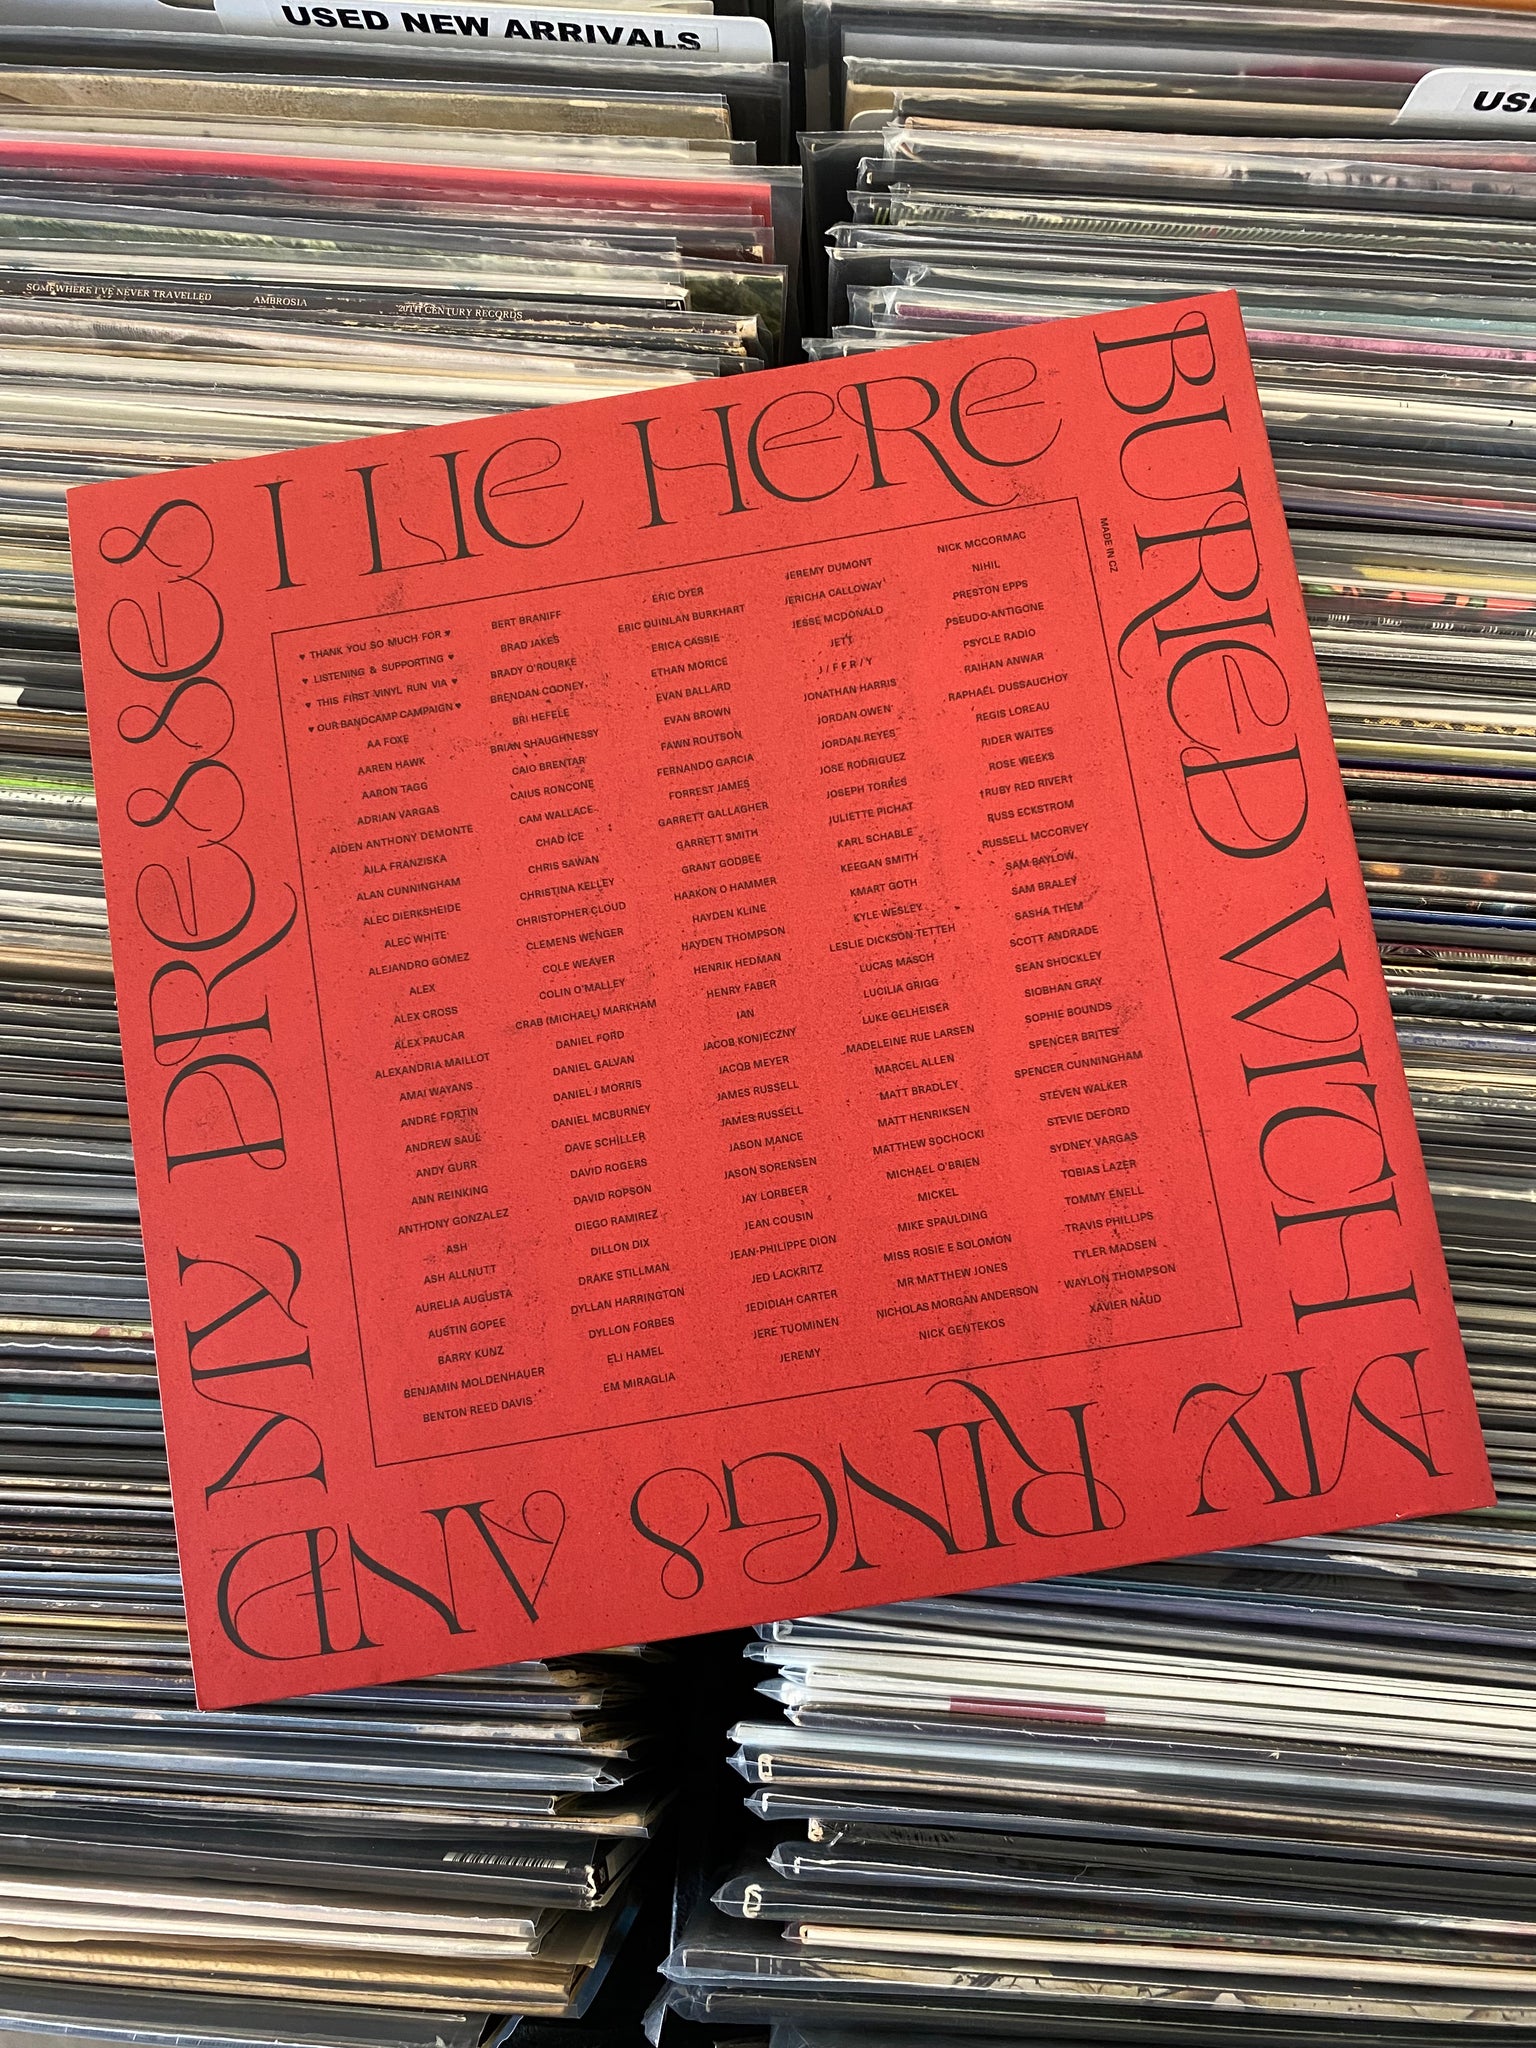 USED NEW ARRIVALS
SOMEWHERE I'VE NEVER TRAVELLED AMBROSIA 20TH CENTURY RECORDS
I LIE HERE
BURIED WITH
MY RINGS AND
MY DRESSES
MADE IN CZ
♥ THANK YOU SO MUCH FOR ♥
♥ LISTENING & SUPPORTING ♥
♥ THIS FIRST VINYL RUN VIA ♥
♥ OUR BANDCAMP CAMPAIGN ♥
AA FOXE
AAREN HAWK
AARON TAGG
ADRIAN VARGAS
AIDEN ANTHONY DEMONTE
AILA FRANZISKA
ALAN CUNNINGHAM
ALEC DIERKSHEIDE
ALEC WHITE
ALEJANDRO GOMEZ
ALEX
ALEX CROSS
ALEX PAUCAR
ALEXANDRIA MAILLOT
AMAI WAYANS
ANDRÉ FORTIN
ANDREW SAUL
ANDY GURR
ANN REINKING
ANTHONY GONZALEZ
ASH
ASH ALLNUTT
AURELIA AUGUSTA
AUSTIN GOPEE
BARRY KUNZ
BENJAMIN MOLDENHAUER
BENTON REED DAVIS
BERT BRANIFF
BRAD JAKES
BRADY O'ROURKE
BRENDAN COONEY
BRI HEFELE
BRIAN SHAUGHNESSY
CAIO BRENTAR
CAIUS RONCONE
CAM WALLACE
CHAD ICE
CHRIS SAWAN
CHRISTINA KELLEY
CHRISTOPHER CLOUD
CLEMENS WENGER
COLE WEAVER
COLIN O'MALLEY
CRAB (MICHAEL) MARKHAM
DANIEL FORD
DANIEL GALVAN
DANIEL J MORRIS
DANIEL MCBURNEY
DAVE SCHILLER
DAVID ROGERS
DAVID ROPSON
DIEGO RAMIREZ
DILLON DIX
DRAKE STILLMAN
DYLLAN HARRINGTON
DYLLON FORBES
ELI HAMEL
EM MIRAGLIA
ERIC DYER
ERIC QUINLAN BURKHART
ERICA CASSIE
ETHAN MORICE
EVAN BALLARD
EVAN BROWN
FAWN ROUTSON
FERNANDO GARCIA
FORREST JAMES
GARRETT GALLAGHER
GARRETT SMITH
GRANT GODBEE
HAAKON O HAMMER
HAYDEN KLINE
HAYDEN THOMPSON
HENRIK HEDMAN
HENRY FABER
IAN
JACOB KONJECZNY
JACOB MEYER
JAMES RUSSELL
JAMES RUSSELL
JASON MANCE
JASON SORENSEN
JAY LORBEER
JEAN COUSIN
JEAN-PHILIPPE DION
JED LACKRITZ
JEDIDIAH CARTER
JERE TUOMINEN
JEREMY
JEREMY DUMONT
JERICHA CALLOWAY
JESSE MCDONALD
JETT
J/FFR/Y
JONATHAN HARRIS
JORDAN OWEN
JORDAN REYES
JOSE RODRIGUEZ
JOSEPH TORRES
JULIETTE PICHAT
KARL SCHABLE
KEEGAN SMITH
KMART GOTH
KYLE WESLEY
LESLIE DICKSON-TETTEH
LUCAS MASCH
LUCILIA GRIGG
LUKE GELHEISER
MADELEINE RUE LARSEN
MARCEL ALLEN
MATT BRADLEY
MATT HENRIKSEN
MATTHEW SOCHOCKI
MICHAEL O'BRIEN
MICKEL
MIKE SPAULDING
MISS ROSIE E SOLOMON
MR MATTHEW JONES
NICHOLAS MORGAN ANDERSON
NICK GENTEKOS
NICK MCCORMAC
NIHIL
PRESTON EPPS
PSEUDO-ANTIGONE
PSYCLE RADIO
RAIHAN ANWAR
RAPHAËL DUSSAUCHOY
REGIS LOREAU
RIDER WAITES
ROSE WEEKS
†RUBY RED RIVER†
RUSS ECKSTROM
RUSSELL MCCORVEY
SAM BAYLOW
SAM BRALEY
SASHA THEM
SCOTT ANDRADE
SEAN SHOCKLEY
SIOBHAN GRAY
SOPHIE BOUNDS
SPENCER BRITES
SPENCER CUNNINGHAM
STEVEN WALKER
STEVIE DEFORD
SYDNEY VARGAS
TOBIAS LAZER
TOMMY ENELL
TRAVIS PHILLIPS
TYLER MADSEN
WAYLON THOMPSON
XAVIER NAUD